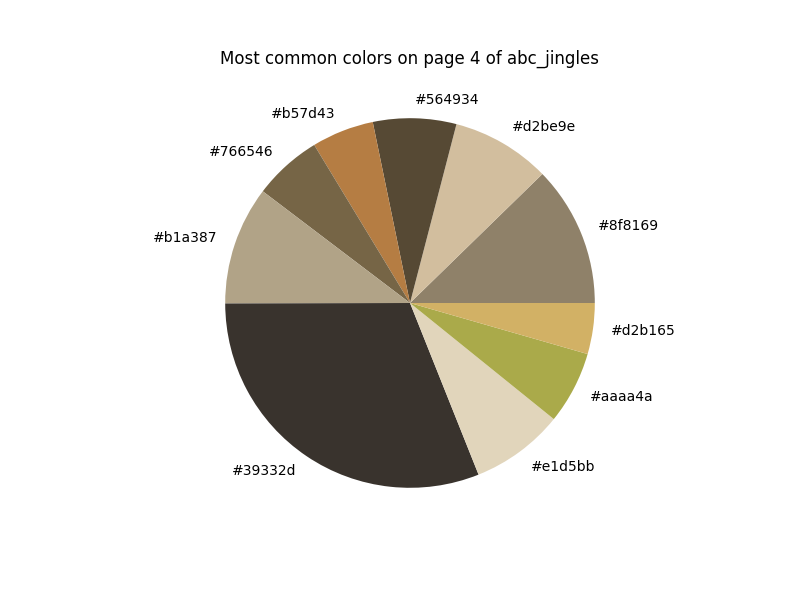 Most common colors on page 4 of abc_jingles
#564934
#b57d43
#d2be9e
#766546
#8f8169
#b1a387
#d2b165
#aaaa4a
#e1d5bb
#39332d